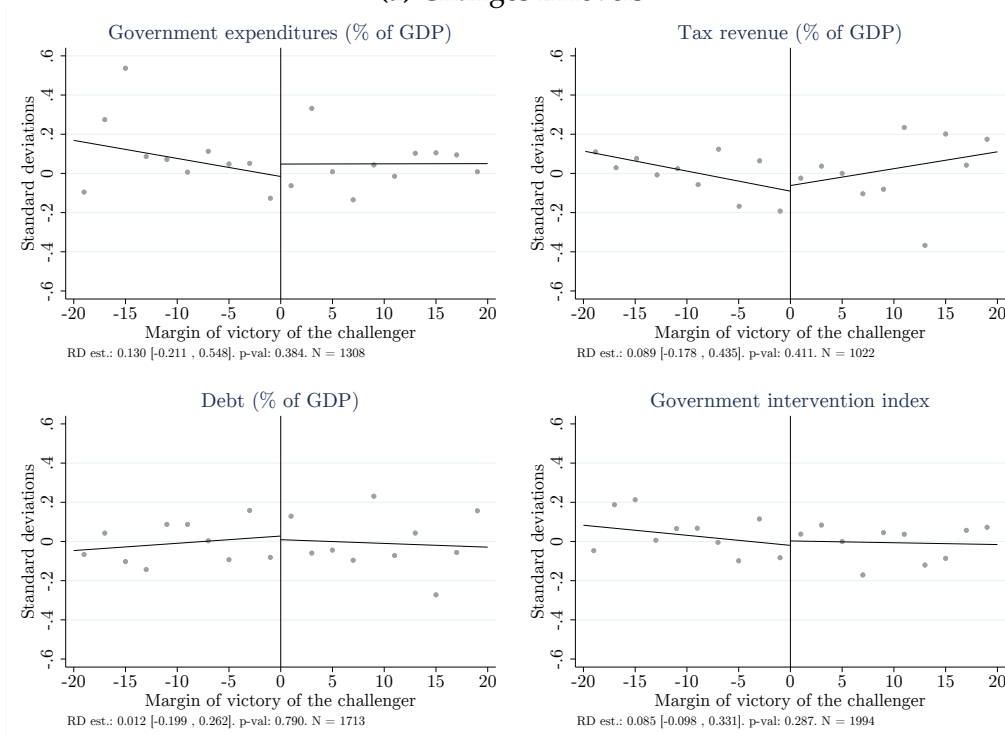 Government expenditures (% of GDP)
Standard deviations
.6
.4
.2
0
-.2
-.4
-.6
-20 -15 -10 -5 0 5 10 15 20
Margin of victory of the challenger
RD est.: 0.130 [-0.211 , 0.548]. p-val: 0.384. N = 1308
Tax revenue (% of GDP)
Standard deviations
.6
.4
.2
0
-.2
-.4
-.6
-20 -15 -10 -5 0 5 10 15 20
Margin of victory of the challenger
RD est.: 0.089 [-0.178 , 0.435]. p-val: 0.411. N = 1022
Debt (% of GDP)
Standard deviations
.6
.4
.2
0
-.2
-.4
-.6
-20 -15 -10 -5 0 5 10 15 20
Margin of victory of the challenger
RD est.: 0.012 [-0.199 , 0.262]. p-val: 0.790. N = 1713
Government intervention index
Standard deviations
.6
.4
.2
0
-.2
-.4
-.6
-20 -15 -10 -5 0 5 10 15 20
Margin of victory of the challenger
RD est.: 0.085 [-0.098 , 0.331]. p-val: 0.287. N = 1994